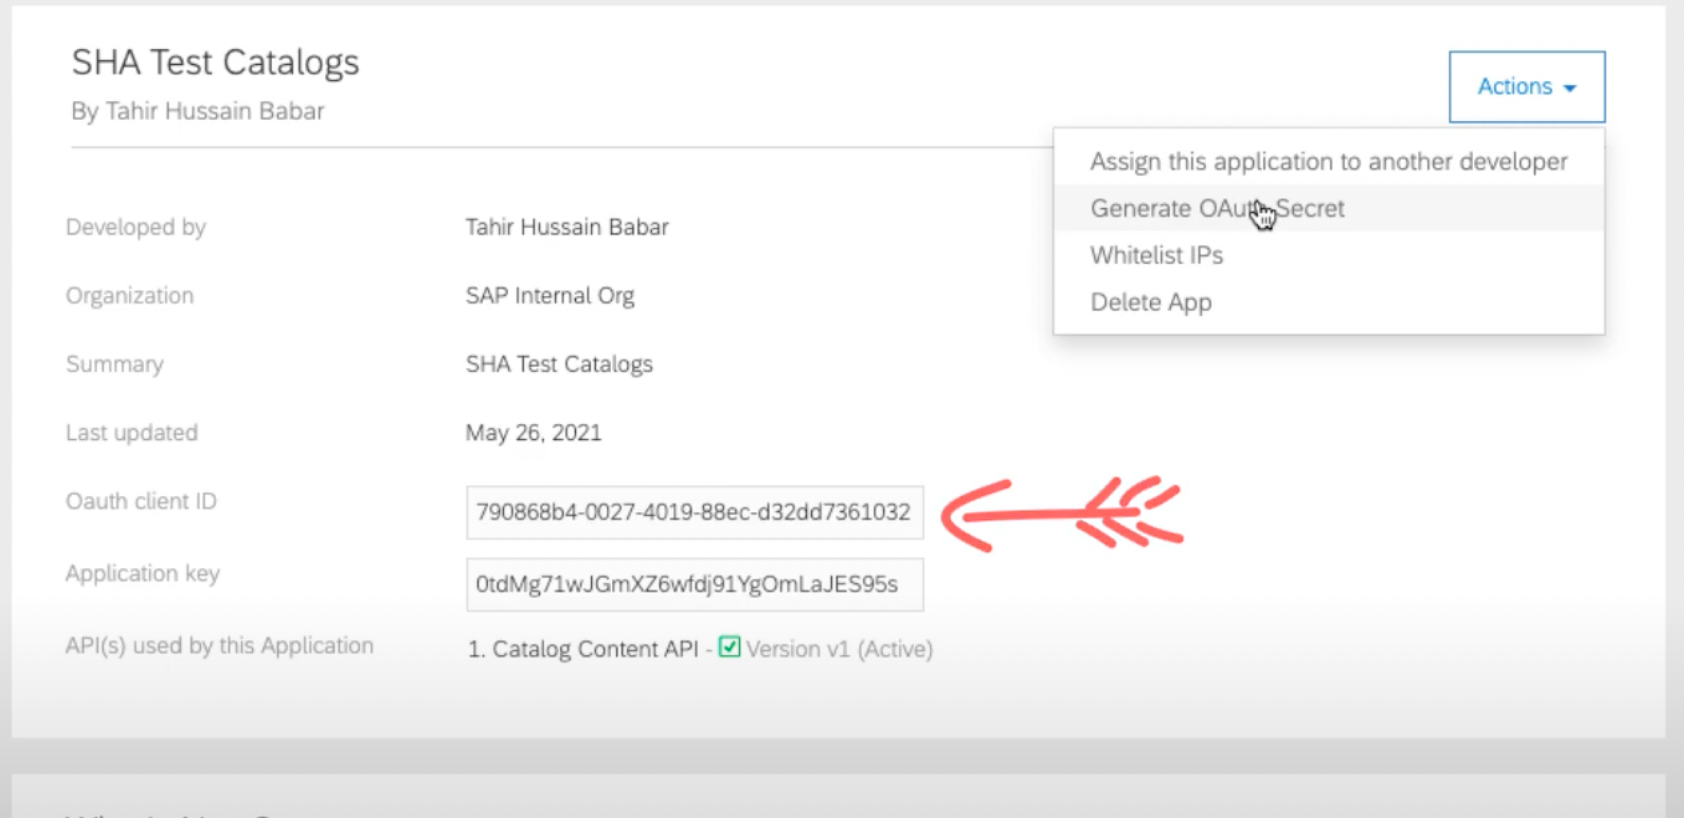 SHA Test Catalogs
By Tahir Hussain Babar
Actions
Assign this application to another developer
Generate OAuth Secret
Whitelist IPs
Delete App
Developed by Tahir Hussain Babar
Organization SAP Internal Org
Summary SHA Test Catalogs
Last updated May 26, 2021
Oauth client ID 790868b4-0027-4019-88ec-d32dd7361032
Application key 0tdMg71wJGmXZ6wfdj91YgOmLaJES95s
API(s) used by this Application 1. Catalog Content API - Version v1 (Active)